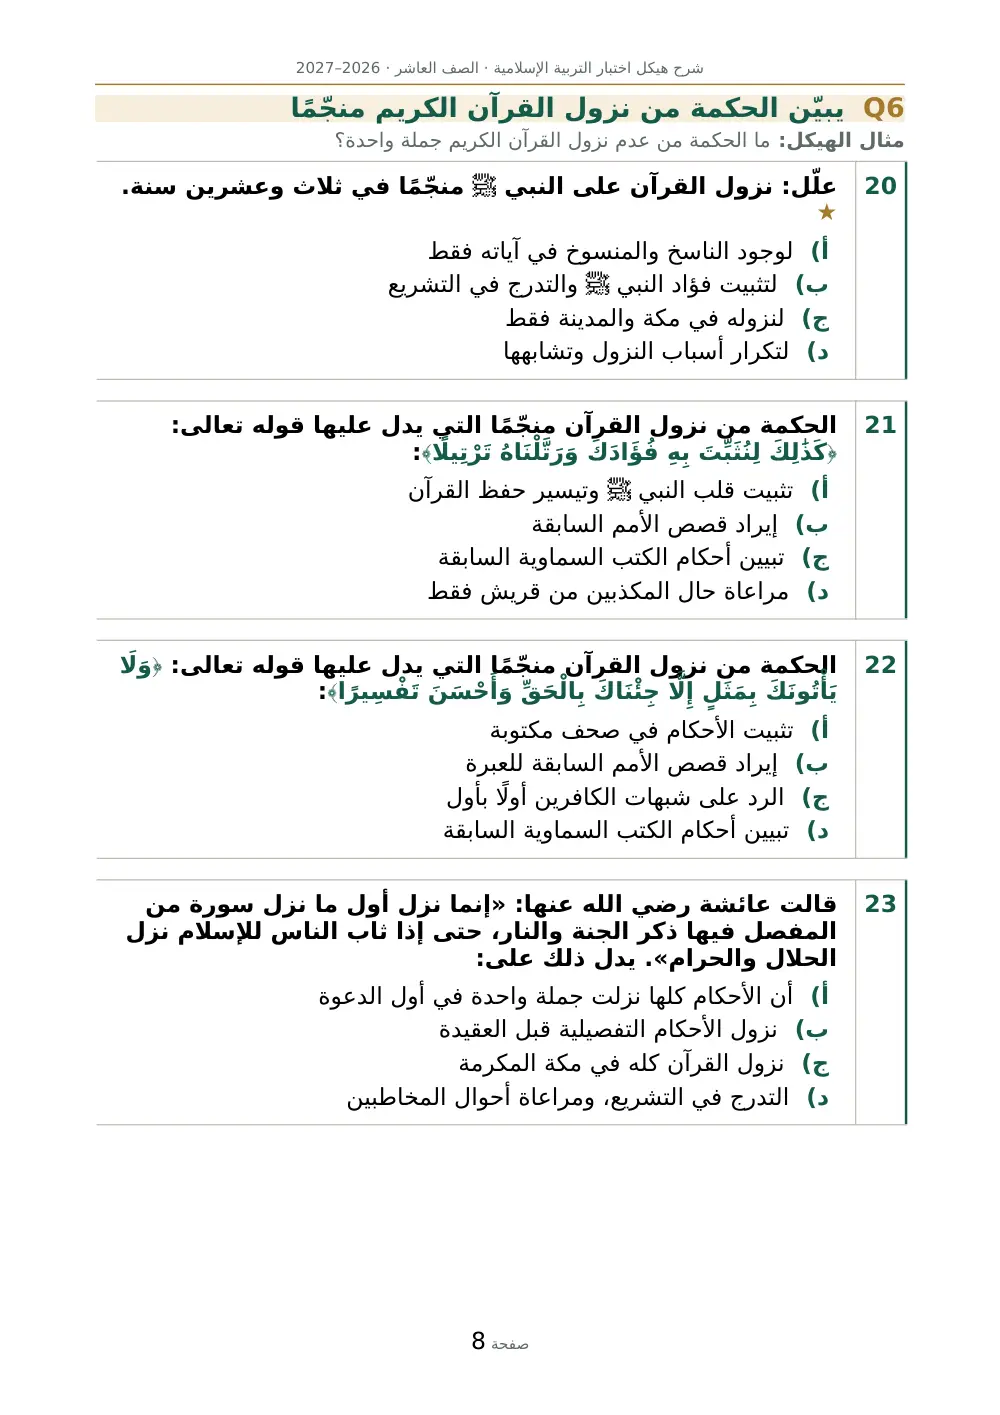 شرح هيكل اختبار التربية الإسلامية · الصف العاشر · 2026–2027
Q6 يبيّن الحكمة من نزول القرآن الكريم منجّمًا
مثال الهيكل: ما الحكمة من عدم نزول القرآن الكريم جملة واحدة؟
20 علّل: نزول القرآن على النبي ﷺ منجّمًا في ثلاث وعشرين سنة.
★
أ) لوجود الناسخ والمنسوخ في آياته فقط
ب) لتثبيت فؤاد النبي ﷺ والتدرج في التشريع
ج) لنزوله في مكة والمدينة فقط
د) لتكرار أسباب النزول وتشابهها
21 الحكمة من نزول القرآن منجّمًا التي يدل عليها قوله تعالى:
﴿كَذَٰلِكَ لِنُثَبِّتَ بِهِ فُؤَادَكَ وَرَتَّلْنَاهُ تَرْتِيلًا﴾:
أ) تثبيت قلب النبي ﷺ وتيسير حفظ القرآن
ب) إيراد قصص الأمم السابقة
ج) تبيين أحكام الكتب السماوية السابقة
د) مراعاة حال المكذبين من قريش فقط
22 الحكمة من نزول القرآن منجّمًا التي يدل عليها قوله تعالى: ﴿وَلَا
يَأْتُونَكَ بِمَثَلٍ إِلَّا جِئْنَاكَ بِالْحَقِّ وَأَحْسَنَ تَفْسِيرًا﴾:
أ) تثبيت الأحكام في صحف مكتوبة
ب) إيراد قصص الأمم السابقة للعبرة
ج) الرد على شبهات الكافرين أولًا بأول
د) تبيين أحكام الكتب السماوية السابقة
23 قالت عائشة رضي الله عنها: «إنما نزل أول ما نزل سورة من
المفصل فيها ذكر الجنة والنار، حتى إذا ثاب الناس للإسلام نزل
الحلال والحرام». يدل ذلك على:
أ) أن الأحكام كلها نزلت جملة واحدة في أول الدعوة
ب) نزول الأحكام التفصيلية قبل العقيدة
ج) نزول القرآن كله في مكة المكرمة
د) التدرج في التشريع، ومراعاة أحوال المخاطبين
صفحة 8